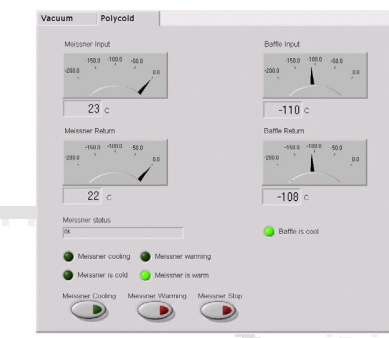 Vacuum Polycold
Meissner Input Baffle Input
-200.0 -150.0 -100.0 -50.0 0.0 -200.0 -150.0 -100.0 -50.0 0.0
23 C -110 C
Meissner Return Baffle Return
-200.0 -150.0 -100.0 -50.0 0.0 -200.0 -150.0 -100.0 -50.0 0.0
22 C -108 C
Meissner status
Baffle is cool
Meissner cooling Meissner warming
Meissner is cold Meissner is warm
Meissner Cooling Meissner Warming Meissner Stop